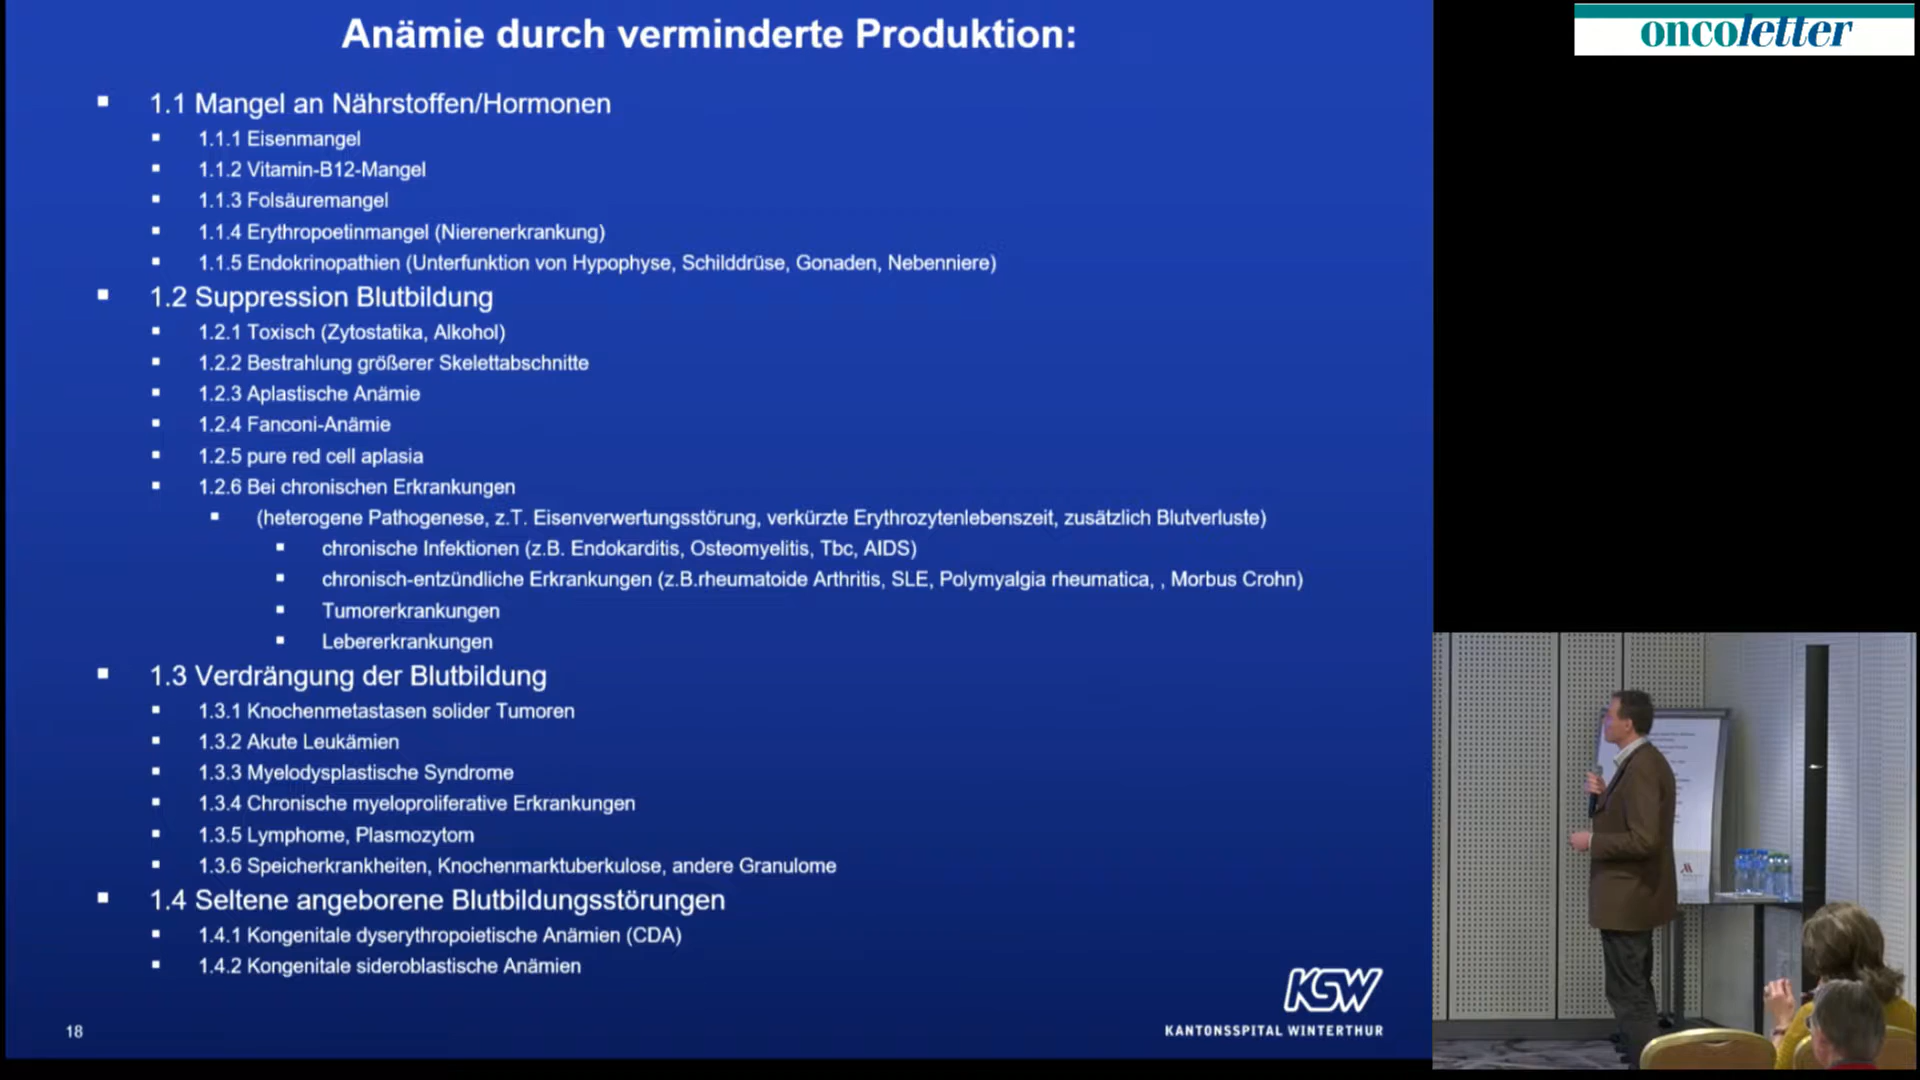 Anämie durch verminderte Produktion:
oncoletter
1.1 Mangel an Nährstoffen/Hormonen
1.1.1 Eisenmangel
1.1.2 Vitamin-B12-Mangel
1.1.3 Folsäuremangel
1.1.4 Erythropoetinmangel (Nierenerkrankung)
1.1.5 Endokrinopathien (Unterfunktion von Hypophyse, Schilddrüse, Gonaden, Nebenniere)
1.2 Suppression Blutbildung
1.2.1 Toxisch (Zytostatika, Alkohol)
1.2.2 Bestrahlung größerer Skelettabschnitte
1.2.3 Aplastische Anämie
1.2.4 Fanconi-Anämie
1.2.5 pure red cell aplasia
1.2.6 Bei chronischen Erkrankungen
(heterogene Pathogenese, z.T. Eisenverwertungsstörung, verkürzte Erythrozytenlebenszeit, zusätzlich Blutverluste)
chronische Infektionen (z.B. Endokarditis, Osteomyelitis, Tbc, AIDS)
chronisch-entzündliche Erkrankungen (z.B.rheumatoide Arthritis, SLE, Polymyalgia rheumatica, , Morbus Crohn)
Tumorerkrankungen
Lebererkrankungen
1.3 Verdrängung der Blutbildung
1.3.1 Knochenmetastasen solider Tumoren
1.3.2 Akute Leukämien
1.3.3 Myelodysplastische Syndrome
1.3.4 Chronische myeloproliferative Erkrankungen
1.3.5 Lymphome, Plasmozytom
1.3.6 Speicherkrankheiten, Knochenmarktuberkulose, andere Granulome
1.4 Seltene angeborene Blutbildungsstörungen
1.4.1 Kongenitale dyserythropoietische Anämien (CDA)
1.4.2 Kongenitale sideroblastische Anämien
KSW
KANTONSSPITAL WINTERTHUR
18